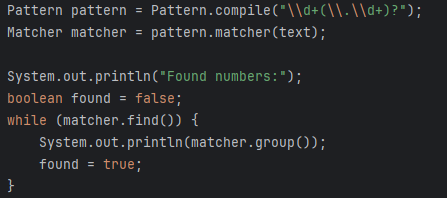 Pattern pattern = Pattern.compile("\\d+(\\.\\d+)?");
Matcher matcher = pattern.matcher(text);

System.out.println("Found numbers:");
boolean found = false;
while (matcher.find()) {
    System.out.println(matcher.group());
    found = true;
}